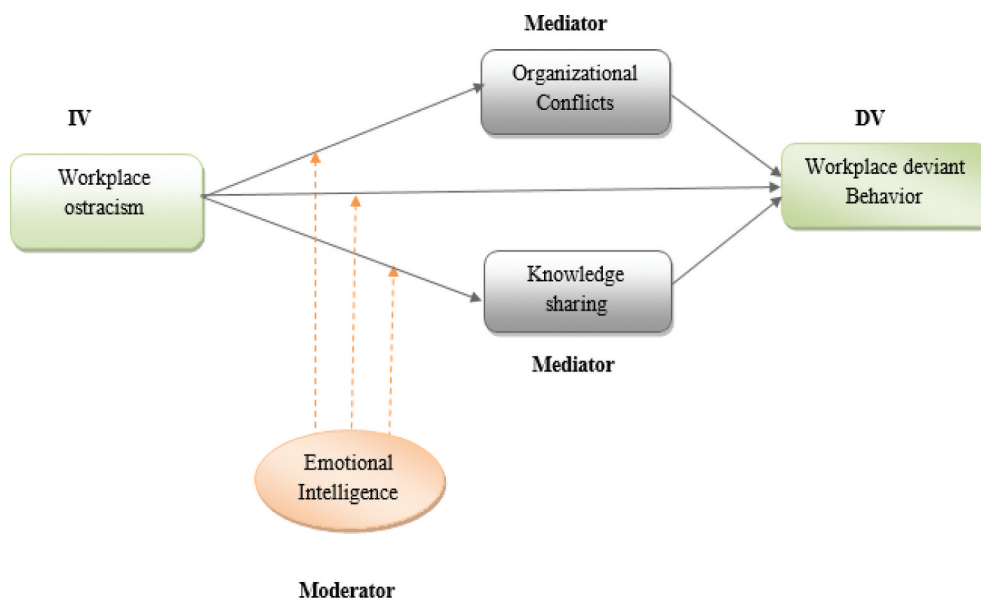 Mediator
Organizational
Conflicts
IV
Workplace
ostracism
DV
Workplace deviant
Behavior
Knowledge
sharing
Mediator
Emotional
Intelligence
Moderator